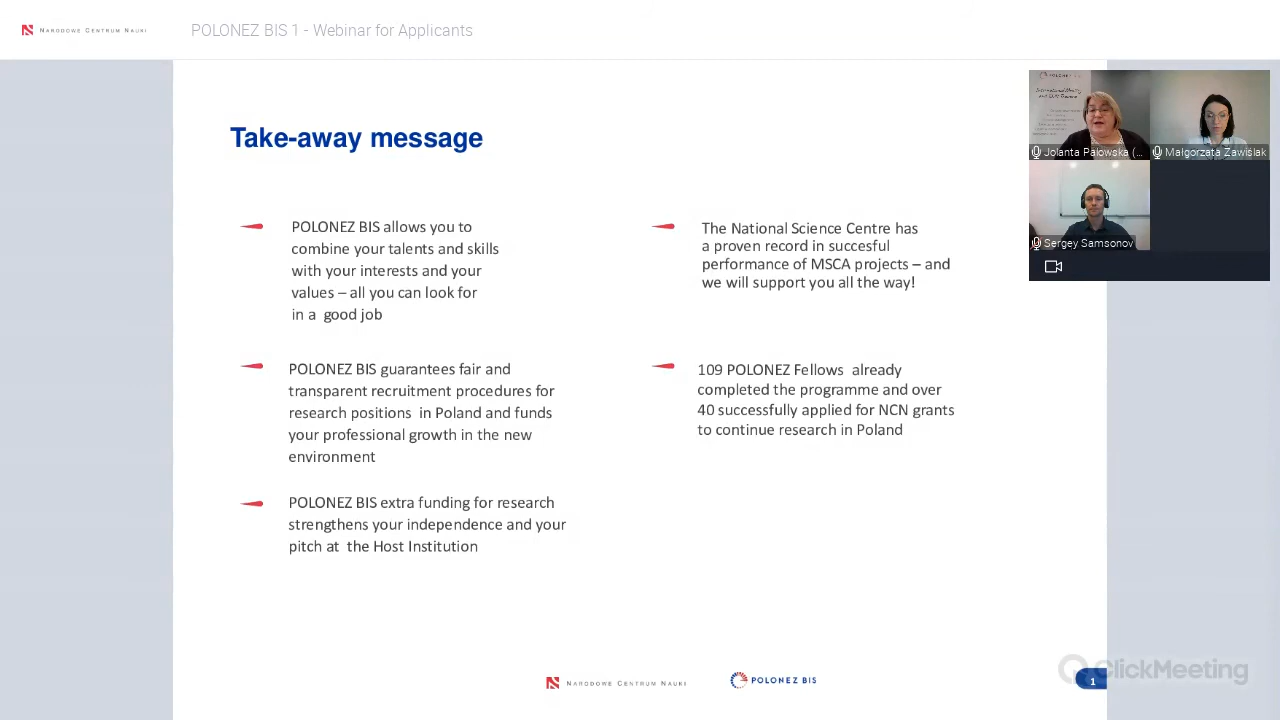 NARODOWE CENTRUM NAUKI
POLONEZ BIS 1 - Webinar for Applicants
Take-away message
POLONEZ BIS allows you to
combine your talents and skills
with your interests and your
values – all you can look for
in a good job
POLONEZ BIS guarantees fair and
transparent recruitment procedures for
research positions in Poland and funds
your professional growth in the new
environment
POLONEZ BIS extra funding for research
strengthens your independence and your
pitch at the Host Institution
The National Science Centre has
a proven record in succesful
performance of MSCA projects – and
we will support you all the way!
109 POLONEZ Fellows already
completed the programme and over
40 successfully applied for NCN grants
to continue research in Poland
Jolanta Palowska (...
Małgorzata Zawiślak
Sergey Samsonov
NARODOWE CENTRUM NAUKI
POLONEZ BIS
1
ClickMeeting